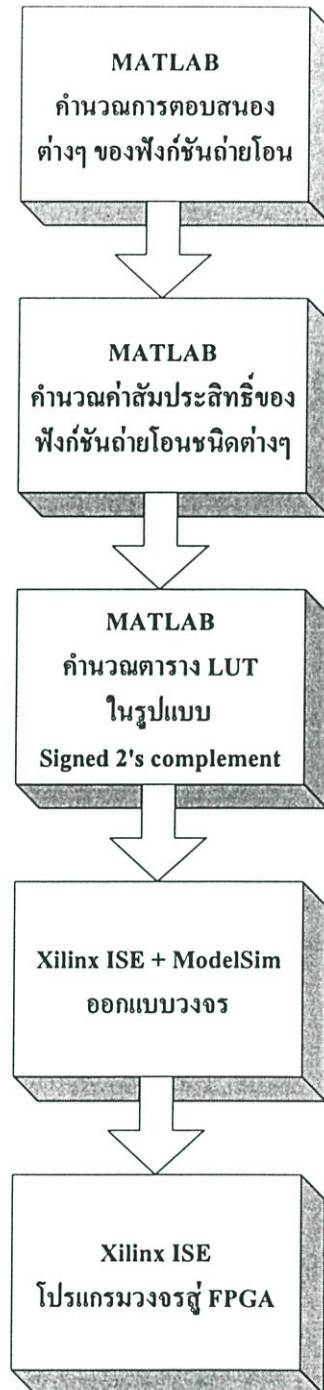 MATLAB
คำนวณการตอบสนอง
ต่างๆ ของฟังก์ชันถ่ายโอน
MATLAB
คำนวณค่าสัมประสิทธิ์ของ
ฟังก์ชันถ่ายโอนชนิดต่างๆ
MATLAB
คำนวณตาราง LUT
ในรูปแบบ
Signed 2's complement
Xilinx ISE + ModelSim
ออกแบบวงจร
Xilinx ISE
โปรแกรมวงจรสู่ FPGA